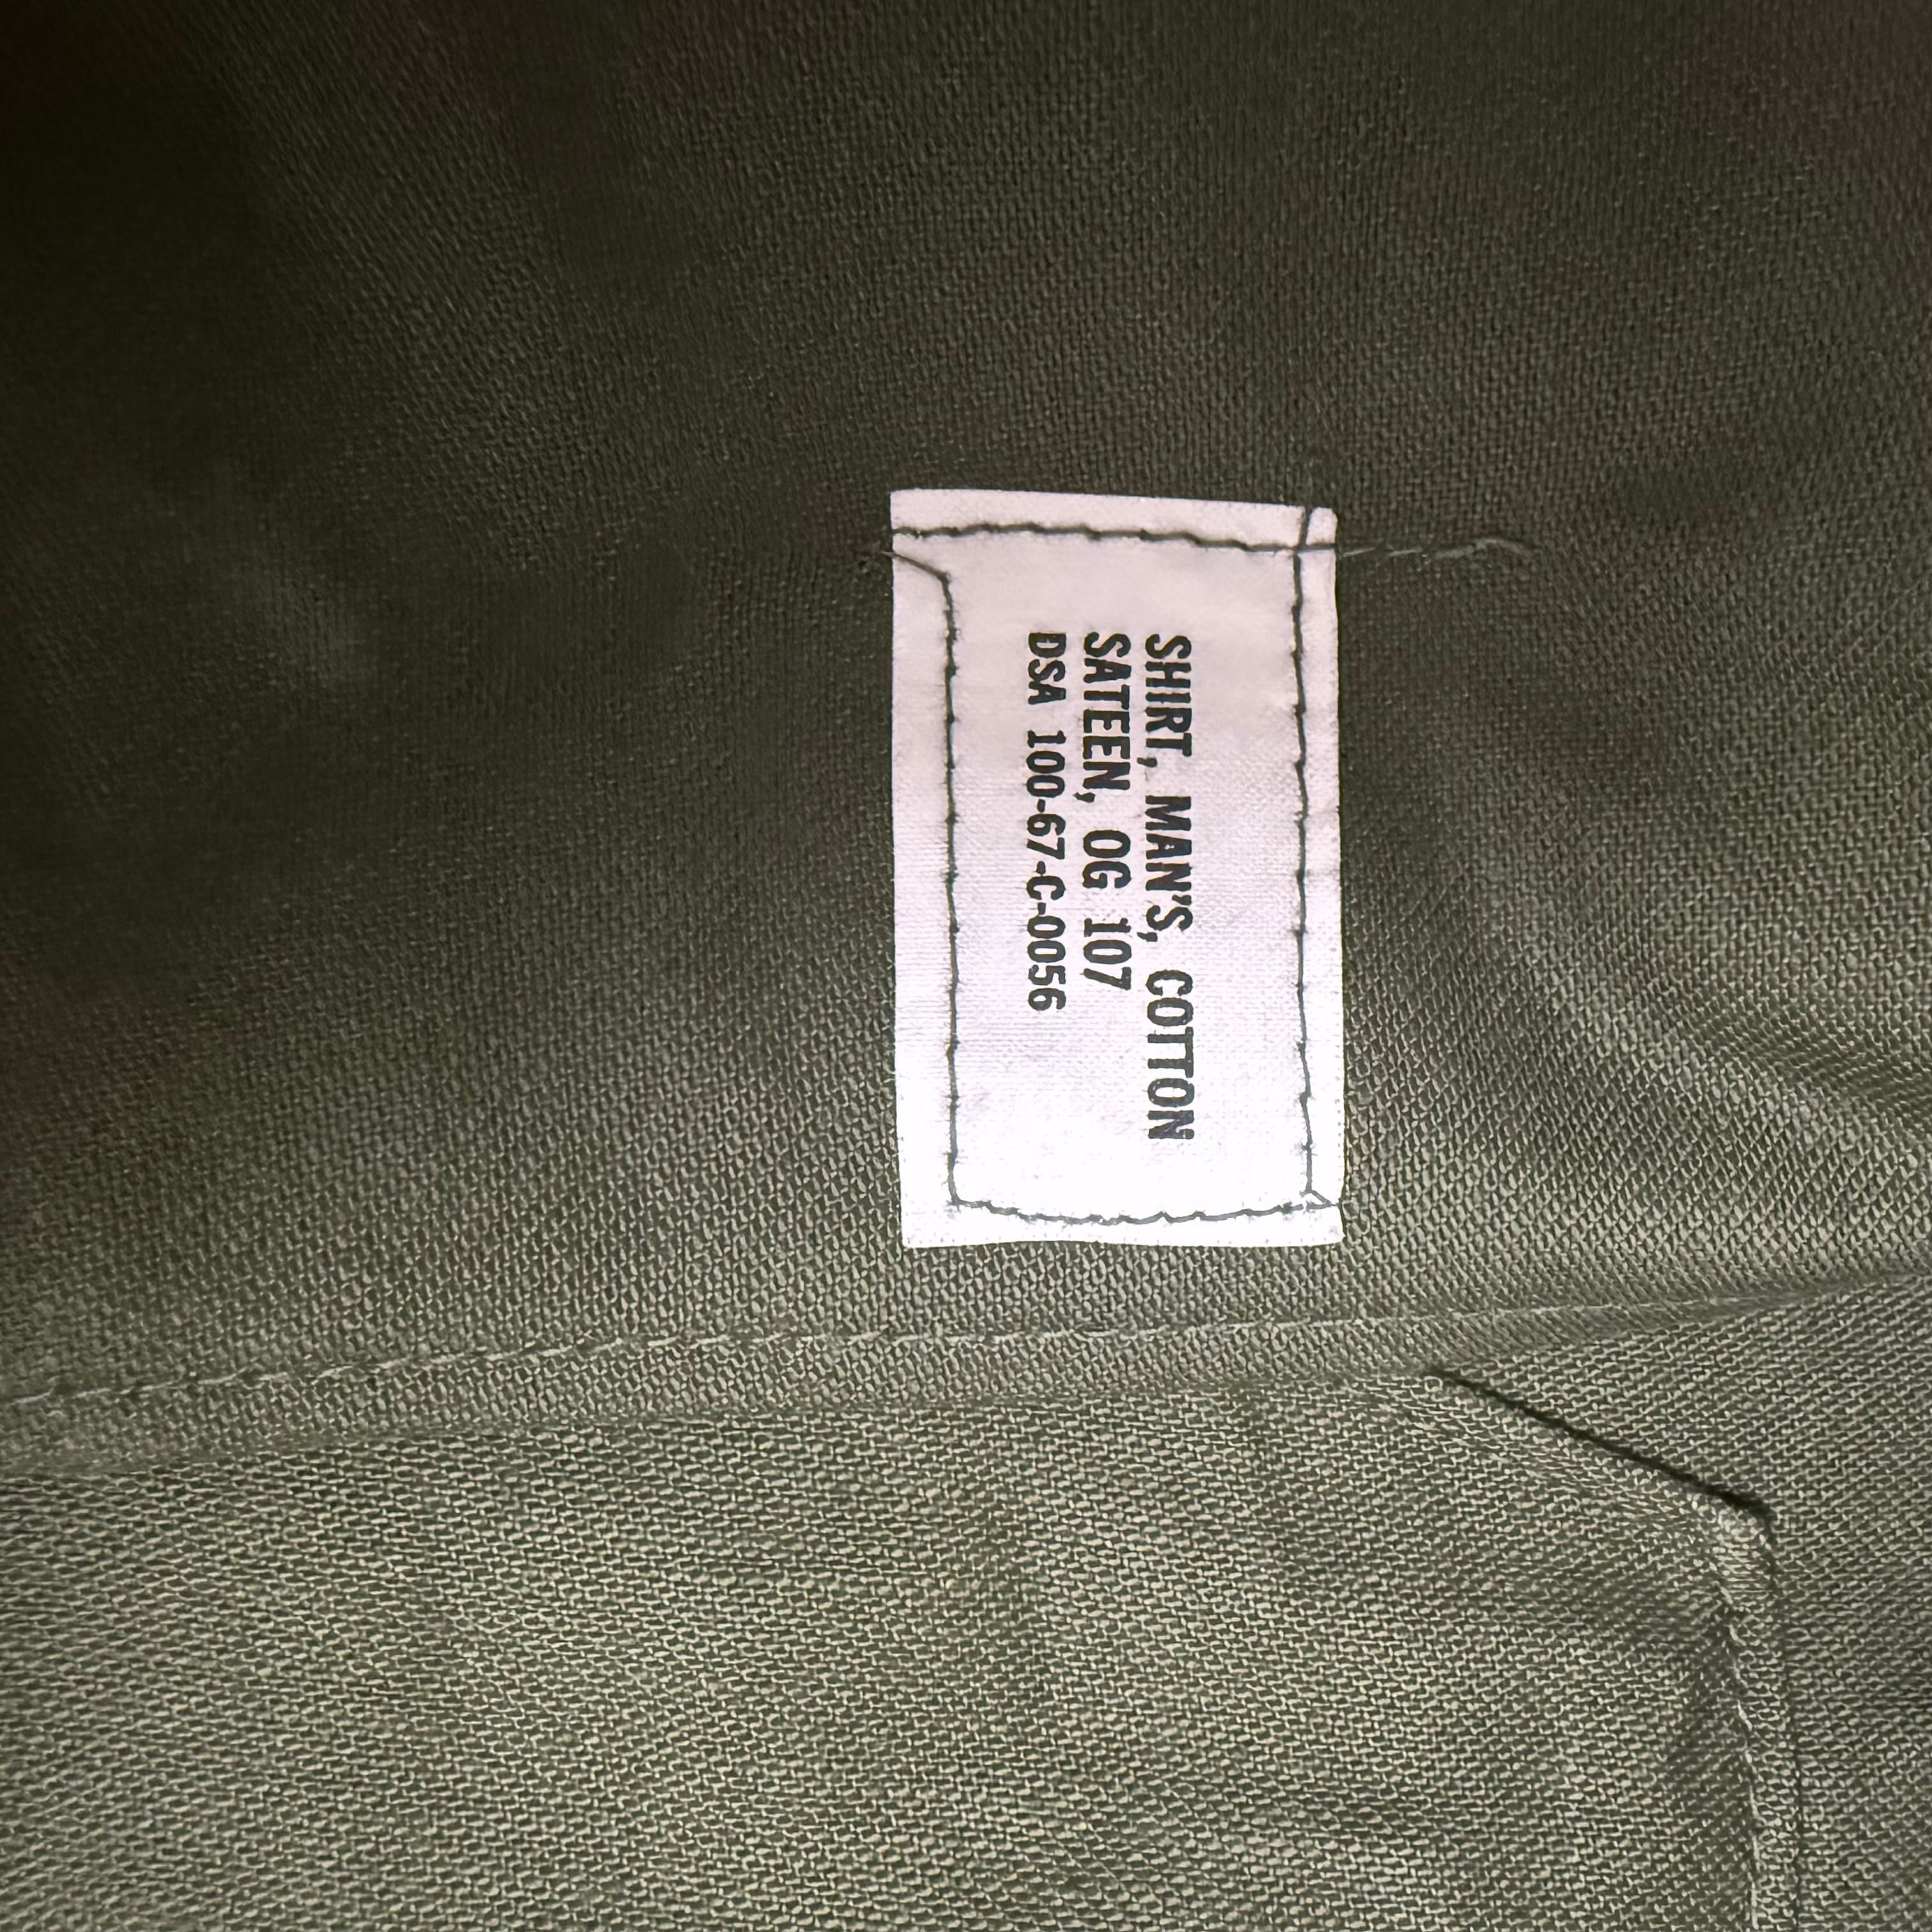 SHIRT, MAN'S, COTTON
SATEEN, OG 107
DSA 100-67-C-0056